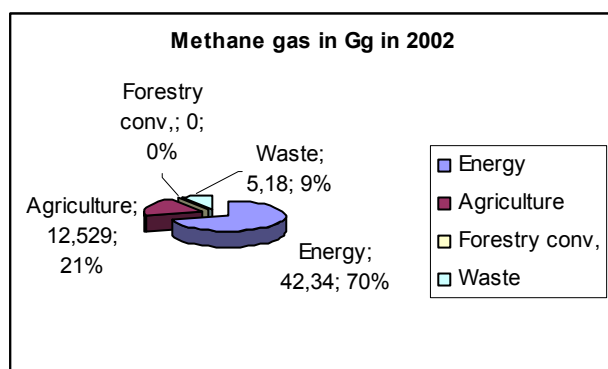 Methane gas in Gg in 2002
Forestry
conv,; 0;
0%
Waste;
5,18; 9%
Agriculture;
12,529;
21%
Energy;
42,34; 70%
Energy
Agriculture
Forestry conv,
Waste